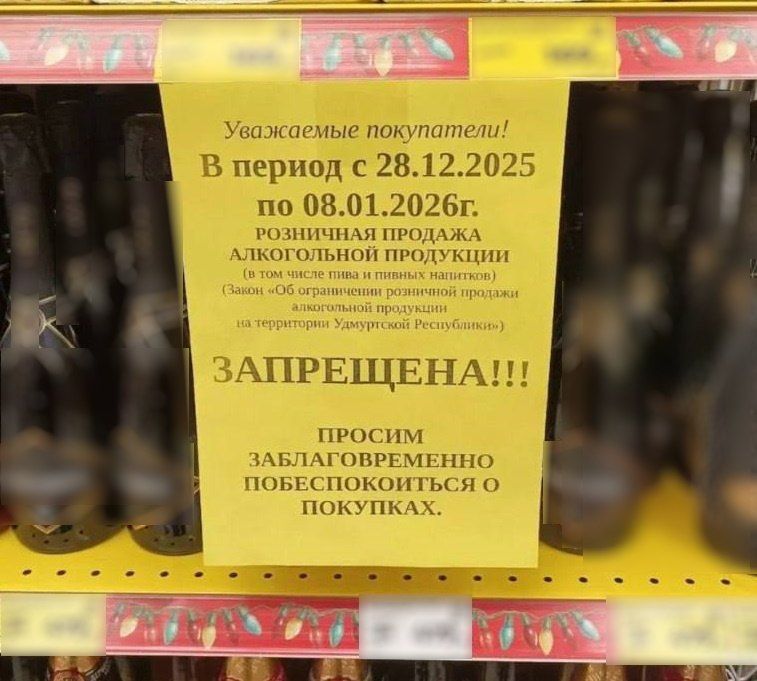 Уважаемые покупатели!
В период с 28.12.2025
по 08.01.2026г.
РОЗНИЧНАЯ ПРОДАЖА
АЛКОГОЛЬНОЙ ПРОДУКЦИИ
(в том числе пива и пивных напитков)
(Закон «Об ограничении розничной продажи
алкогольной продукции
на территории Удмуртской Республики»)
ЗАПРЕЩЕНА!!!
ПРОСИМ
ЗАБЛАГОВРЕМЕННО
ПОБЕСПОКОИТЬСЯ О
ПОКУПКАХ.